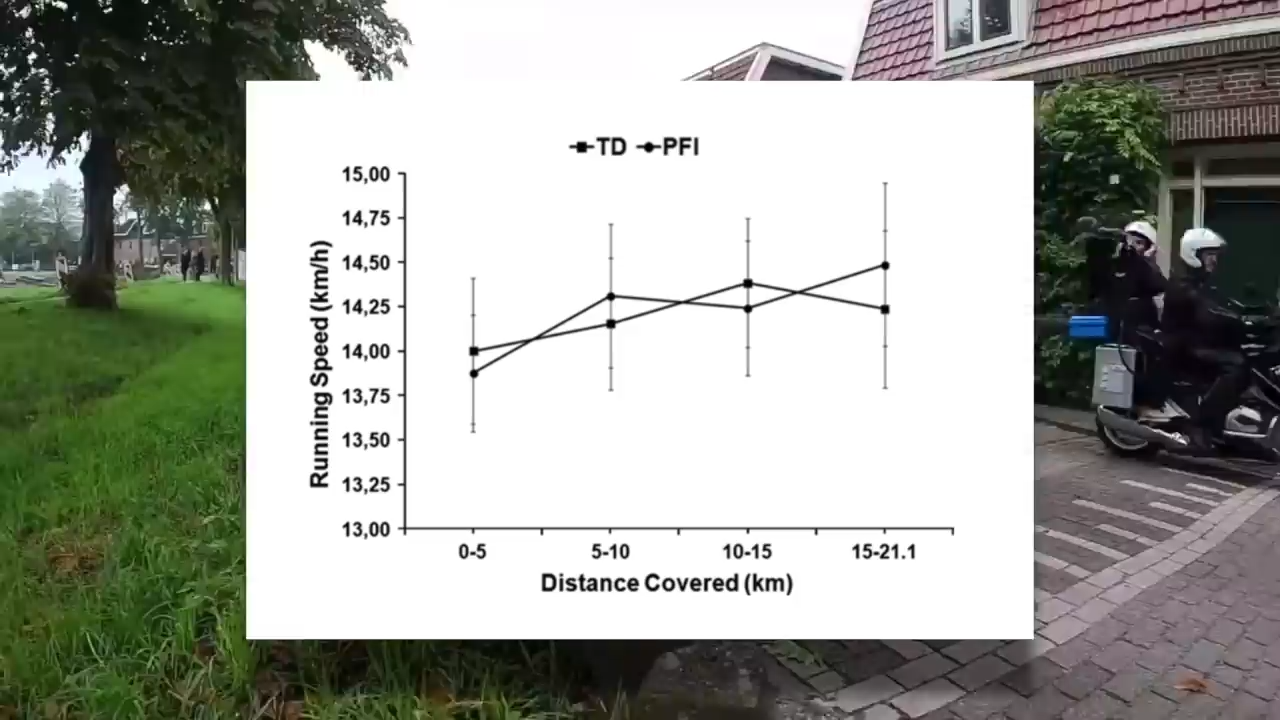 TD PFI
15,00
14,75
14,50
14,25
14,00
13,75
13,50
13,25
13,00
Running Speed (km/h)
0-5 5-10 10-15 15-21.1
Distance Covered (km)